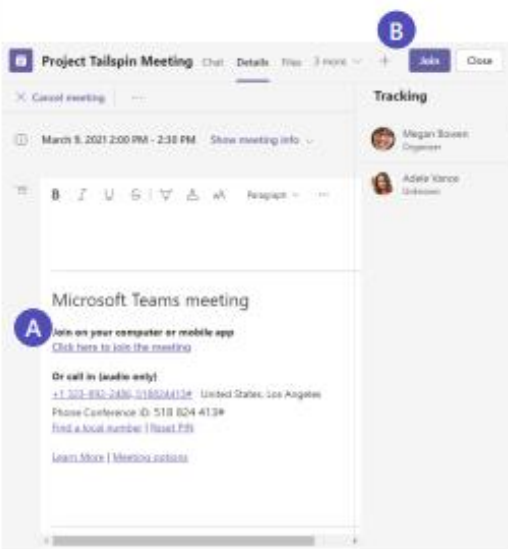 B
Project Tailspin Meeting Chat Details Files 3 more + Join Close
× Cancel meeting ...
Tracking
March 9, 2021 2:00 PM - 2:30 PM Show meeting info
Megan Bowen
Organizer
Adele Vance
Unknown
B I U S A AA Paragraph ...
Microsoft Teams meeting
A
Join on your computer or mobile app
Click here to join the meeting
Or call in (audio only)
United States, Los Angeles
Phone Conference ID: 518 824 413#
Find a local number | Reset PIN
Learn More | Meeting options